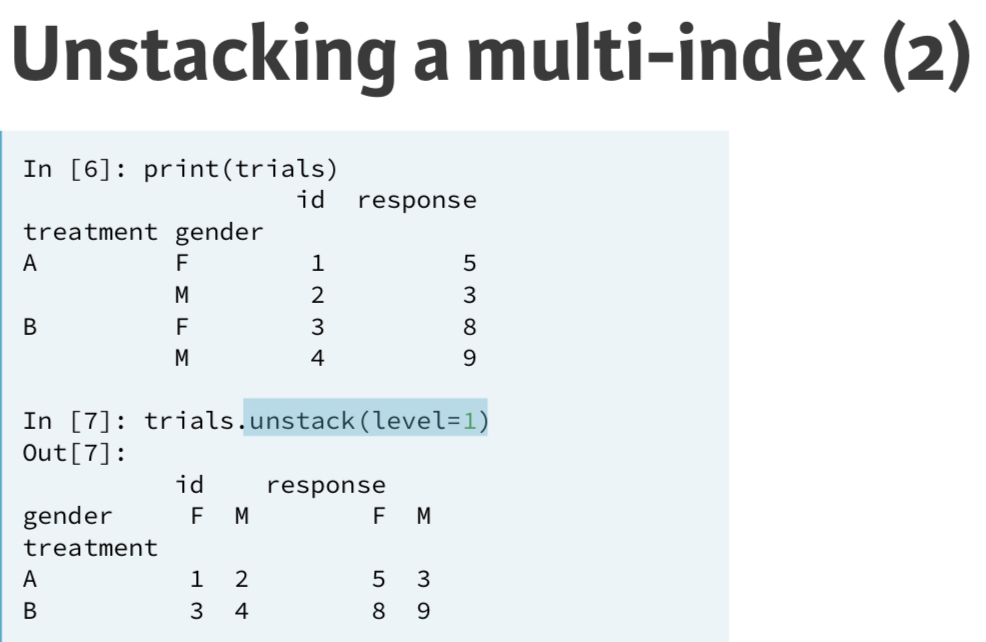 Unstacking a multi-index (2)
In [6]: print(trials)
id response
treatment gender
A F 1 5
M 2 3
B F 3 8
M 4 9
In [7]: trials.unstack(level=1)
Out[7]:
id response
gender F M F M
treatment
A 1 2 5 3
B 3 4 8 9